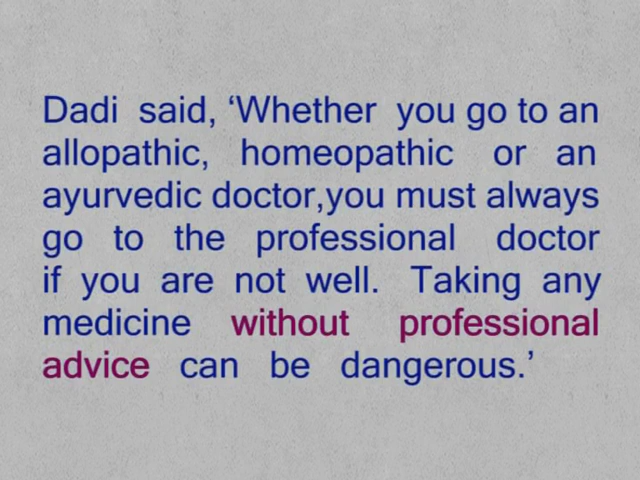 Dadi said, ‘Whether you go to an
allopathic, homeopathic or an
ayurvedic doctor,you must always
go to the professional doctor
if you are not well. Taking any
medicine without professional
advice can be dangerous.’